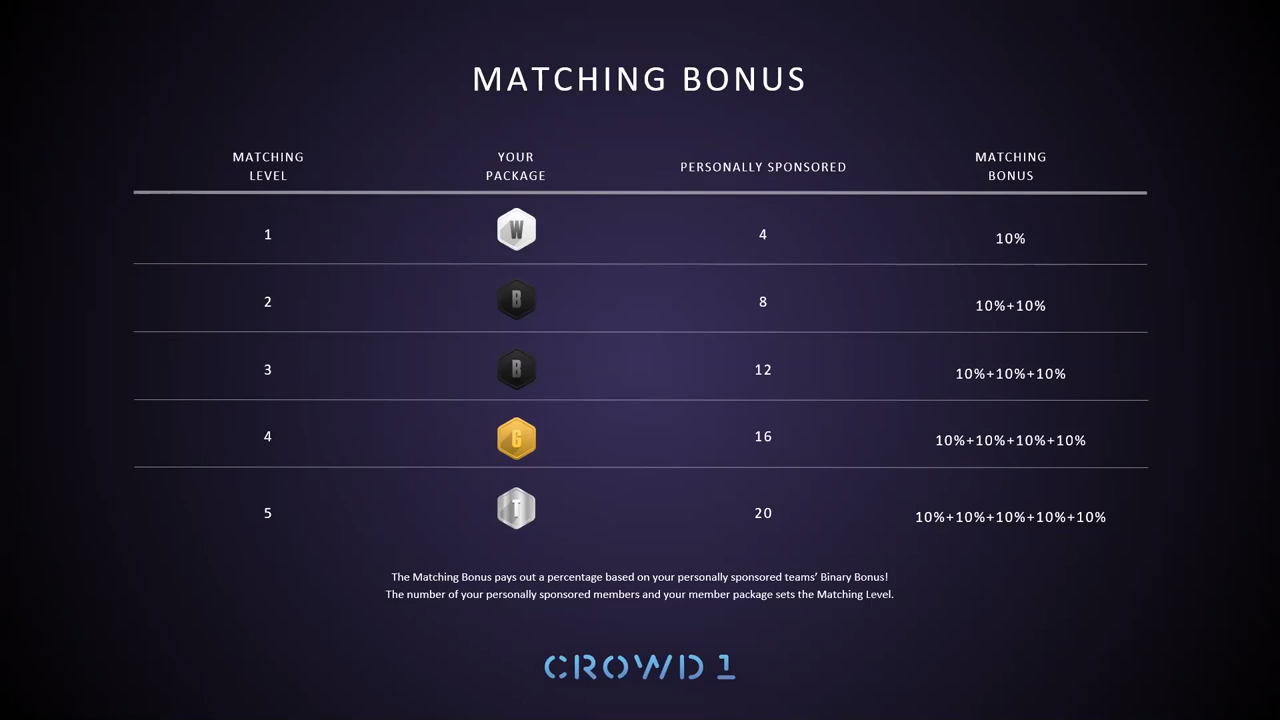 MATCHING BONUS
MATCHING
LEVEL
YOUR
PACKAGE
PERSONALLY SPONSORED
MATCHING
BONUS
1 W 4 10%
2 B 8 10%+10%
3 B 12 10%+10%+10%
4 G 16 10%+10%+10%+10%
5 T 20 10%+10%+10%+10%+10%
The Matching Bonus pays out a percentage based on your personally sponsored teams’ Binary Bonus!
The number of your personally sponsored members and your member package sets the Matching Level.
CROWD 1